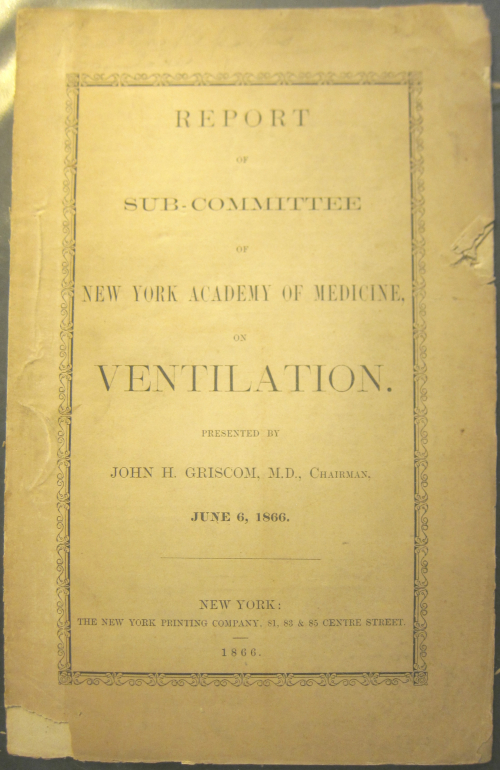 REPORT
OF
SUB-COMMITTEE
OF
NEW YORK ACADEMY OF MEDICINE,
ON
VENTILATION.
PRESENTED BY
JOHN H. GRISCOM, M.D., CHAIRMAN,
JUNE 6, 1866.
NEW YORK:
THE NEW YORK PRINTING COMPANY, 81, 83 & 85 CENTRE STREET.
1866.